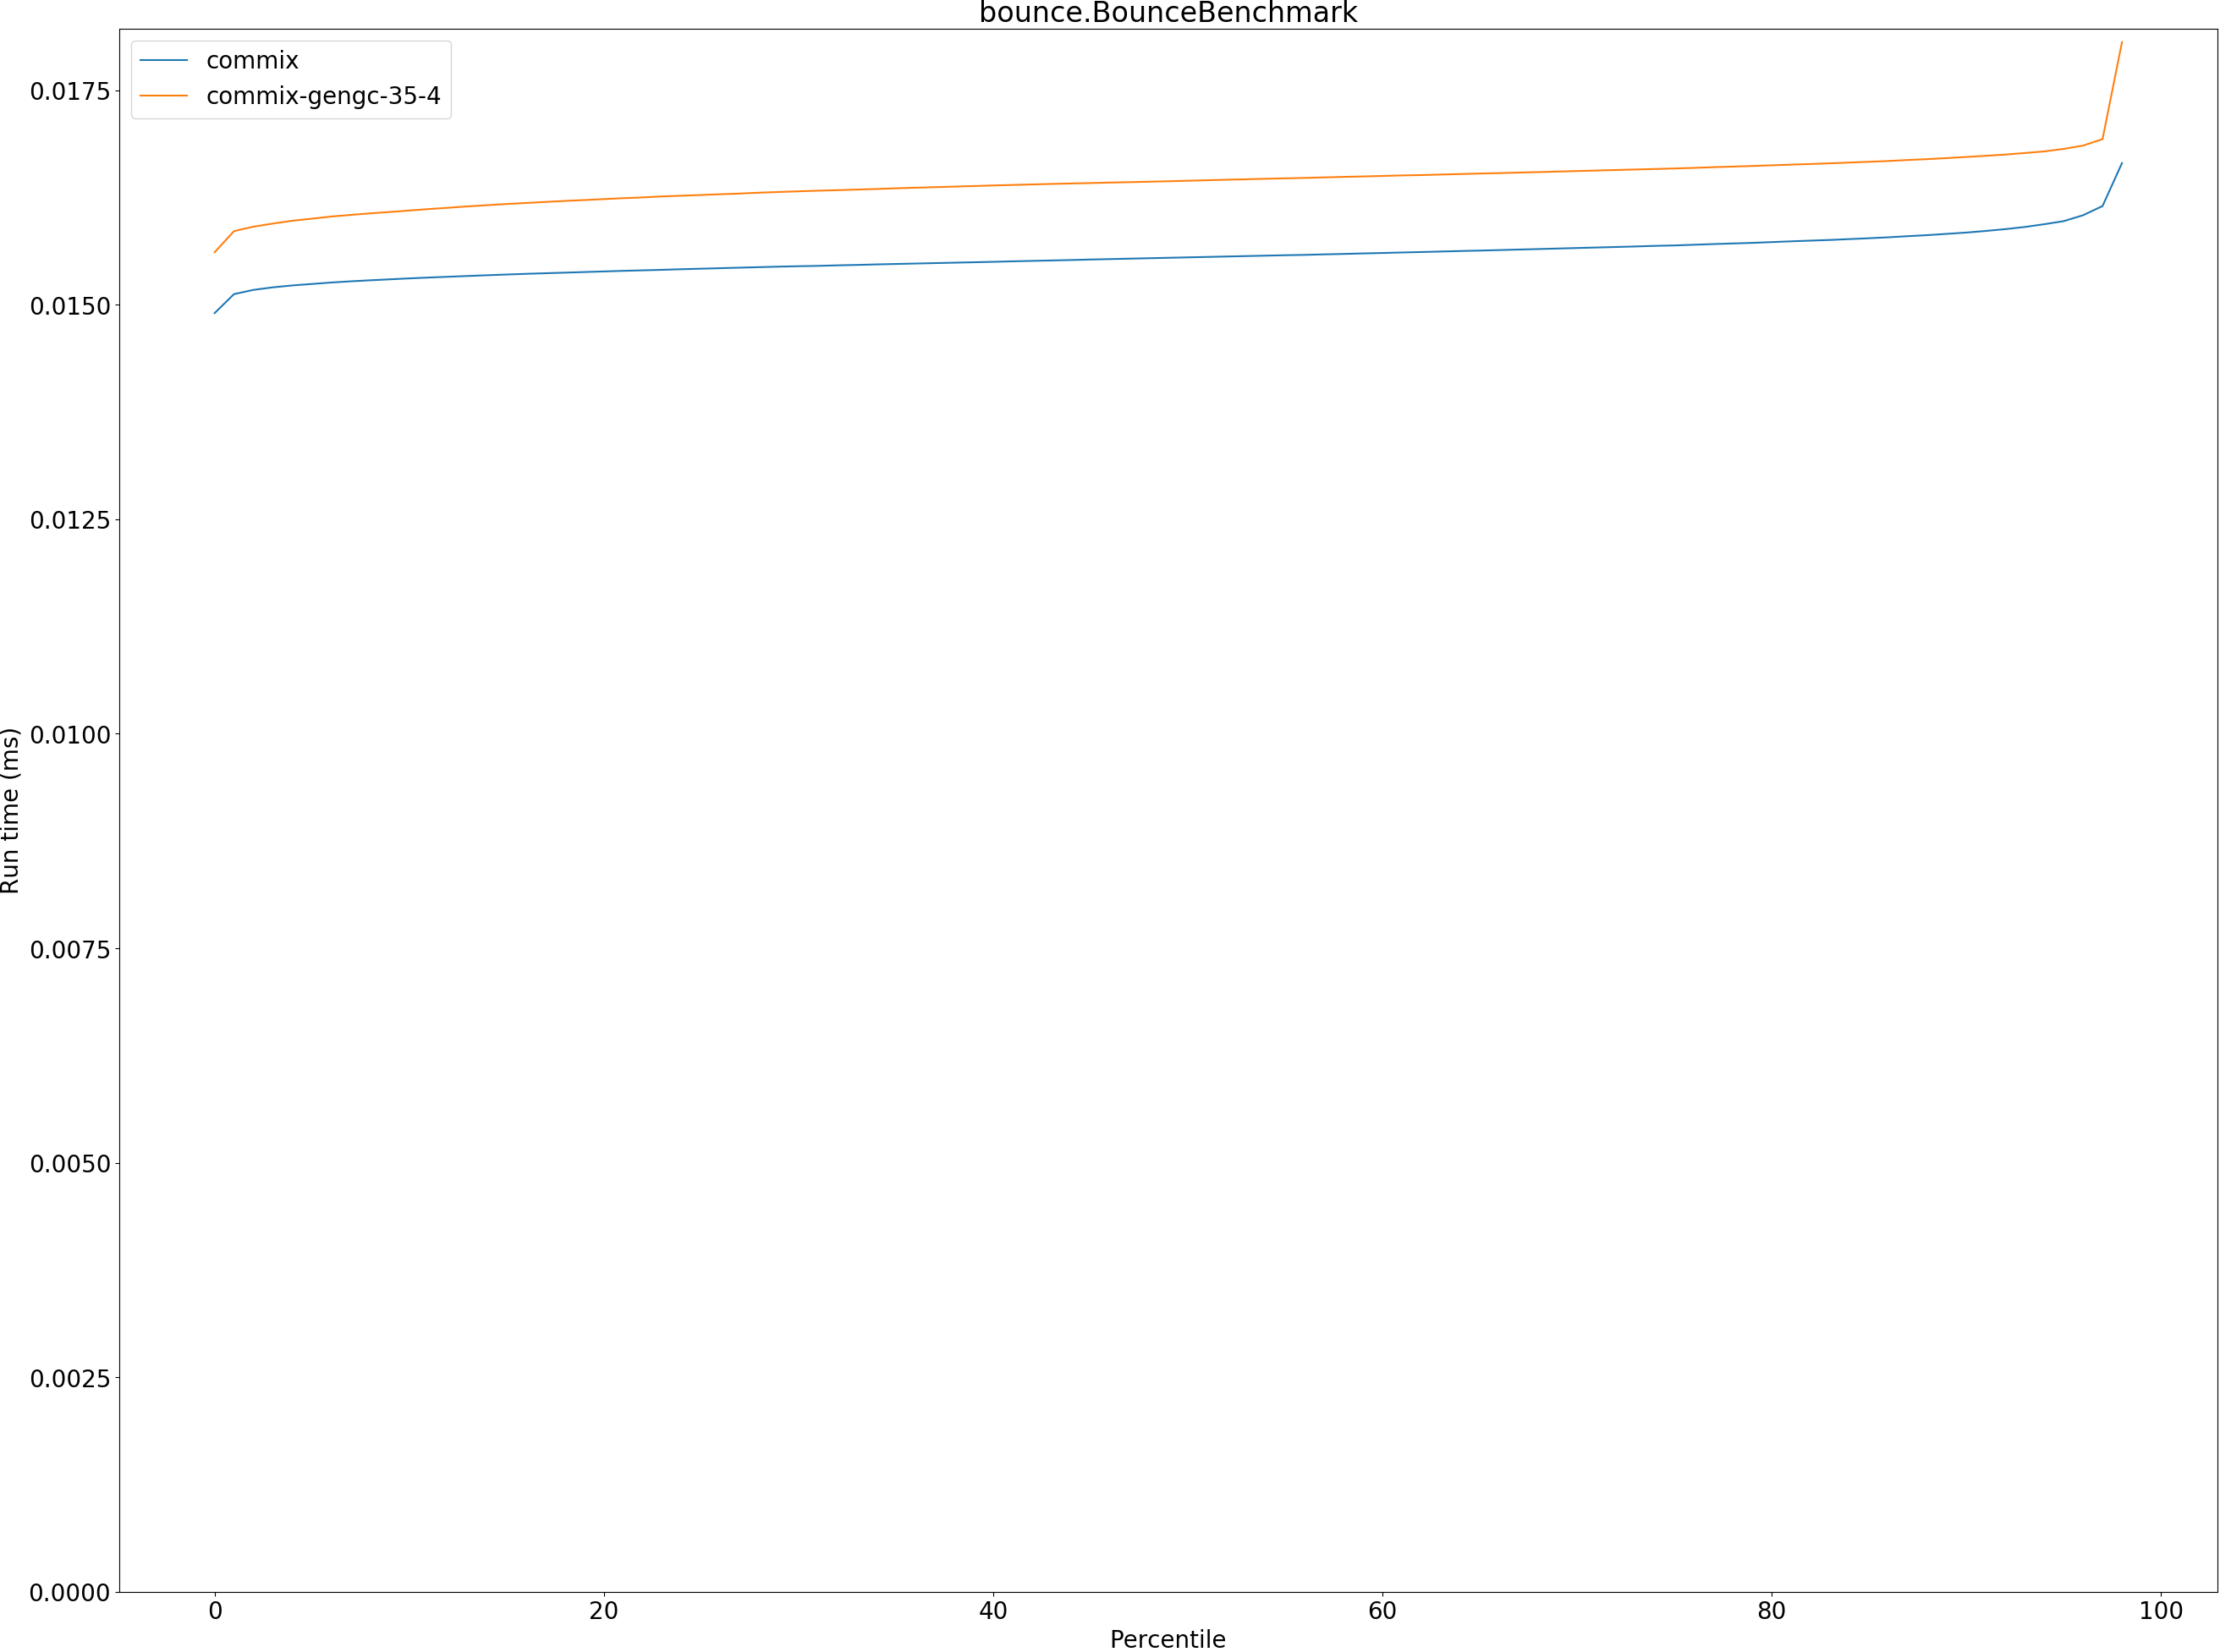 bounce.BounceBenchmark
commix
commix-gengc-35-4
0.0175
0.0150
0.0125
0.0100
0.0075
0.0050
0.0025
0.0000
Run time (ms)
0 20 40 60 80 100
Percentile